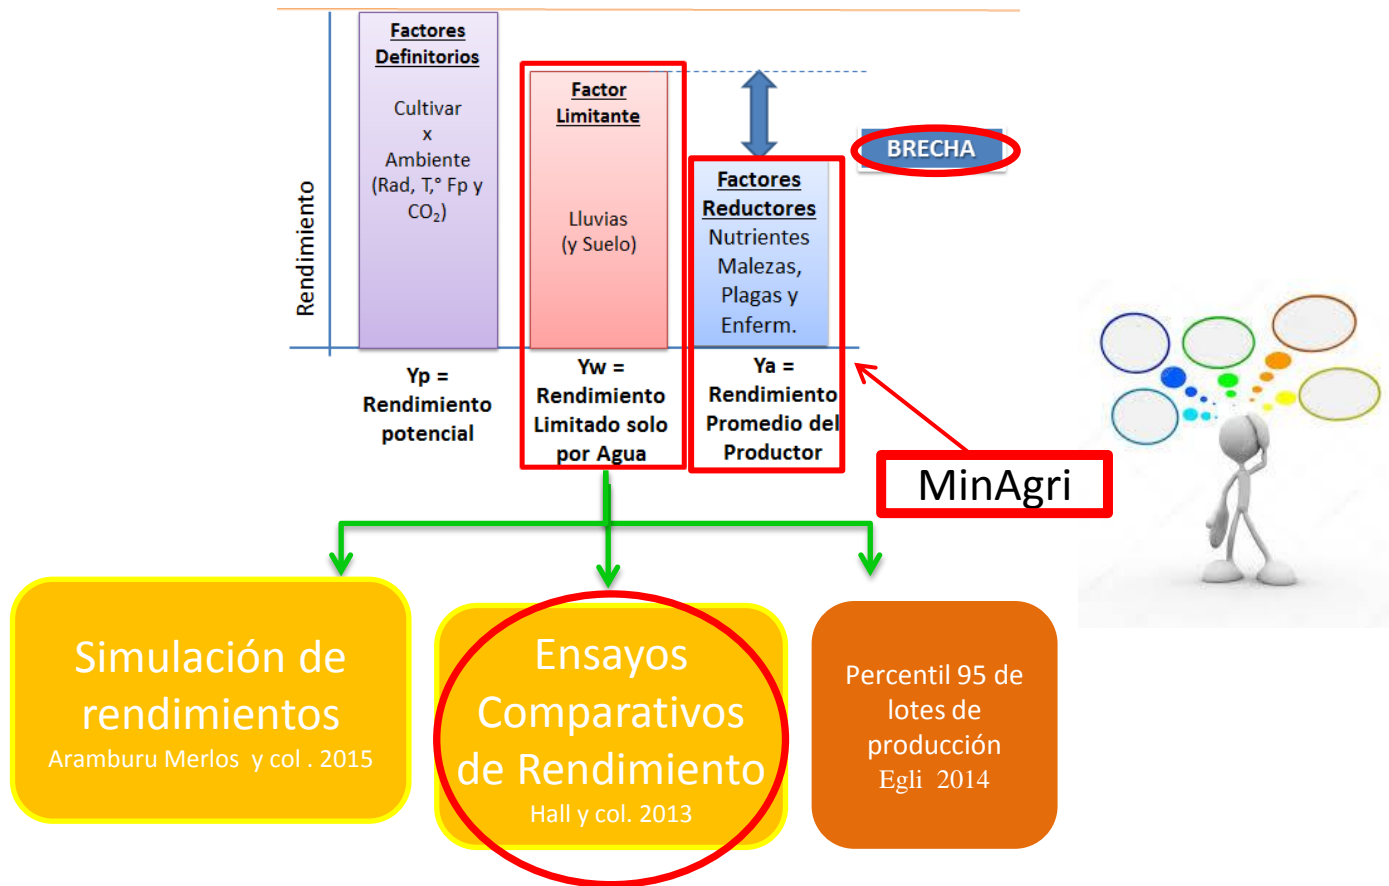 Factores
Definitorios
Cultivar
x
Ambiente
(Rad, T,° Fp y
CO₂)
Factor
Limitante
Lluvias
(y Suelo)
Factores
Reductores
Nutrientes
Malezas,
Plagas y
Enferm.
BRECHA
Rendimiento
Yp =
Rendimiento
potencial
Yw =
Rendimiento
Limitado solo
por Agua
Ya =
Rendimiento
Promedio del
Productor
MinAgri
Simulación de
rendimientos
Aramburu Merlos y col . 2015
Ensayos
Comparativos
de Rendimiento
Hall y col. 2013
Percentil 95 de
lotes de
producción
Egli 2014